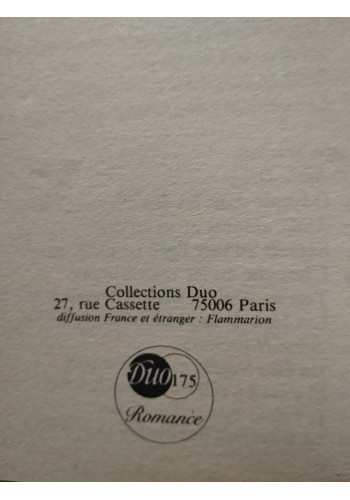 Collections Duo
27, rue Cassette 75006 Paris
diffusion France et étranger : Flammarion
Duo 175
Romance